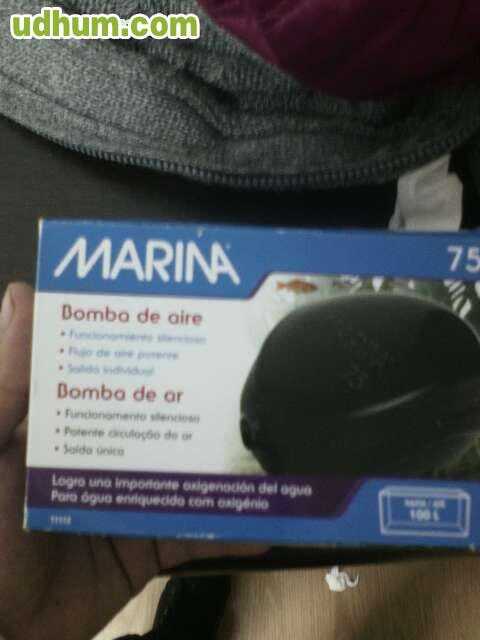 udhum.com
MARINA
75
Bomba de aire
• Funcionamiento silencioso
• Flujo de aire potente
• Salida individual
Bomba de ar
• Funcionamento silencioso
• Potente circulação do ar
• Saída única
Logra una importante oxigenación del agua
Para água enriquecida com oxigénio
100 L